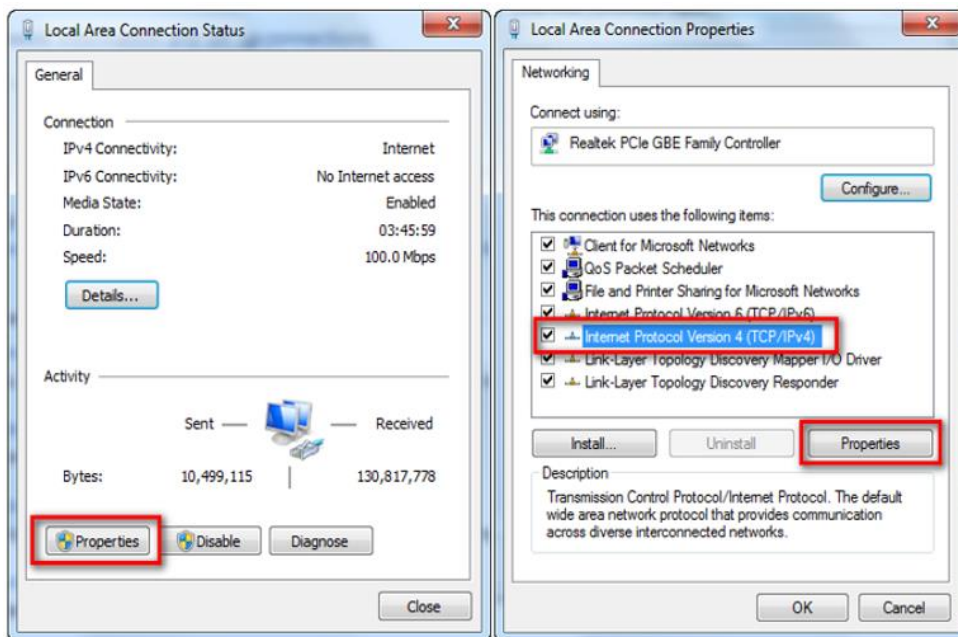 Local Area Connection Status
General
Connection
IPv4 Connectivity: Internet
IPv6 Connectivity: No Internet access
Media State: Enabled
Duration: 03:45:59
Speed: 100.0 Mbps
Details...
Activity
Sent Received
Bytes: 10,499,115 130,817,778
Properties Disable Diagnose
Close
Local Area Connection Properties
Networking
Connect using:
Realtek PCIe GBE Family Controller
Configure...
This connection uses the following items:
Client for Microsoft Networks
QoS Packet Scheduler
File and Printer Sharing for Microsoft Networks
Internet Protocol Version 6 (TCP/IPv6)
Internet Protocol Version 4 (TCP/IPv4)
Link-Layer Topology Discovery Mapper I/O Driver
Link-Layer Topology Discovery Responder
Install... Uninstall Properties
Description
Transmission Control Protocol/Internet Protocol. The default
wide area network protocol that provides communication
across diverse interconnected networks.
OK Cancel